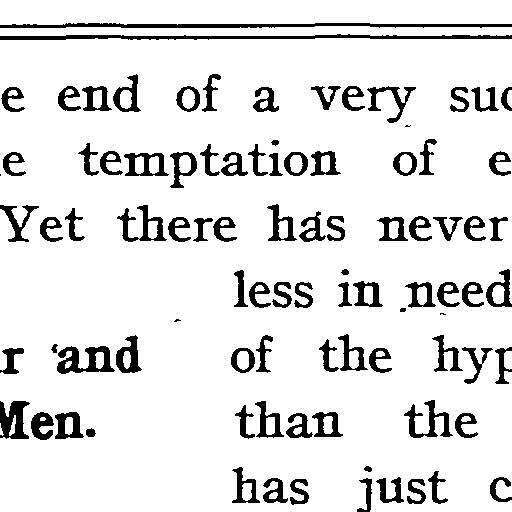 e end of a very suc
e temptation of e
Yet there has never
less in need
r and of the hyp
Men. than the
has just c